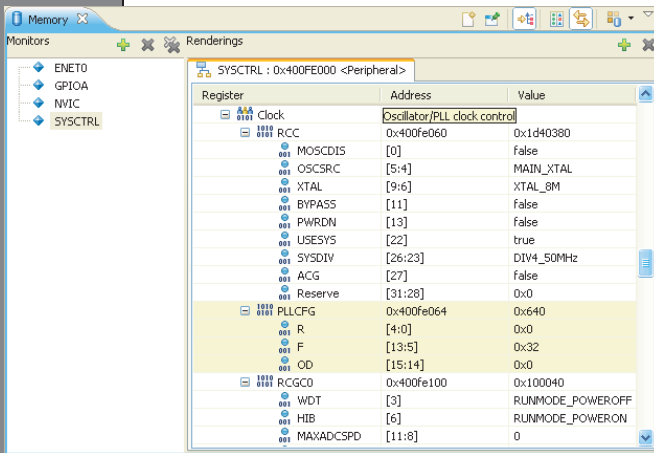 Memory
Monitors
Renderings
ENET0
GPIOA
NVIC
SYSCTRL
SYSCTRL : 0x400FE000 <Peripheral>
Register Address Value
Clock Oscillator/PLL clock control
RCC 0x400fe060 0x1d40380
MOSCDIS [0] false
OSCSRC [5:4] MAIN_XTAL
XTAL [9:6] XTAL_8M
BYPASS [11] false
PWRDN [13] false
USESYS [22] true
SYSDIV [26:23] DIV4_50MHz
ACG [27] false
Reserve [31:28] 0x0
PLLCFG 0x400fe064 0x640
R [4:0] 0x0
F [13:5] 0x32
OD [15:14] 0x0
RCGC0 0x400fe100 0x100040
WDT [3] RUNMODE_POWEROFF
HIB [6] RUNMODE_POWERON
MAXADCSPD [11:8] 0